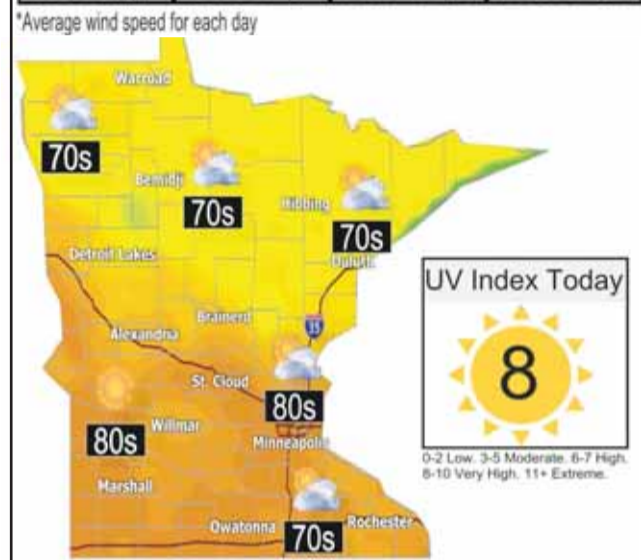 *Average wind speed for each day
Warroad
70s
Bemidji
70s
Hibbing
70s
Duluth
Detroit Lakes
Brainerd
35
Alexandria
St. Cloud
80s
80s
Willmar
Minneapolis
Marshall
Owatonna
70s
Rochester
UV Index Today
8
0-2 Low. 3-5 Moderate. 6-7 High.
8-10 Very High. 11+ Extreme.